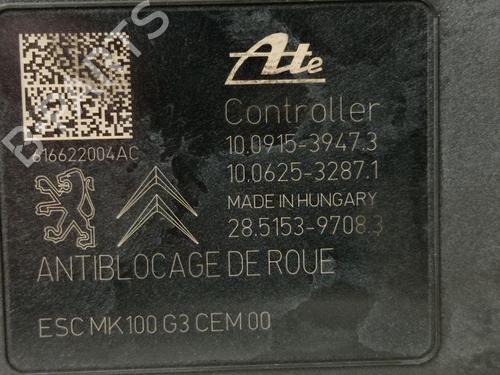 Ate
816622004AC
Controller
10.0915-3947.3
10.0625-3287.1
MADE IN HUNGARY
28.5153-9708.3
ANTIBLOCAGE DE ROUE
ESC MK100 G3 CEM 00